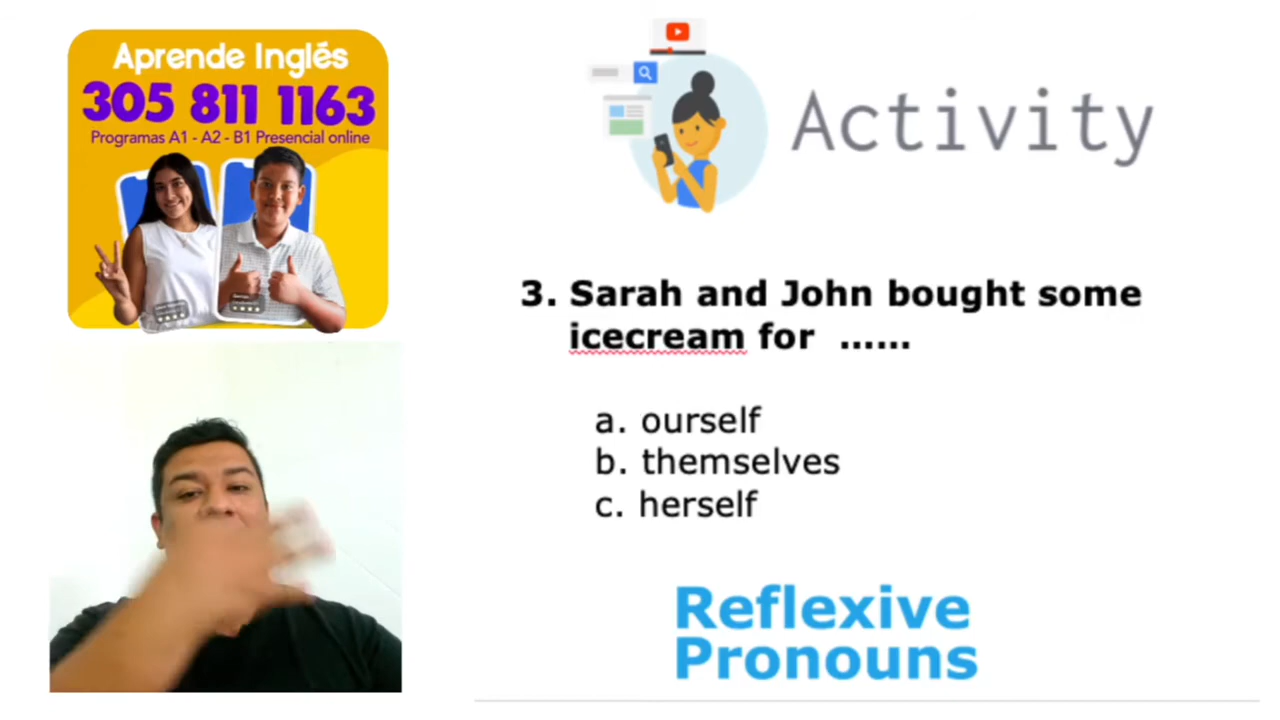 Aprende Inglés
305 811 1163
Programas A1 - A2 - B1 Presencial online
Activity
3. Sarah and John bought some
icecream for ......
a. ourself
b. themselves
c. herself
Reflexive
Pronouns